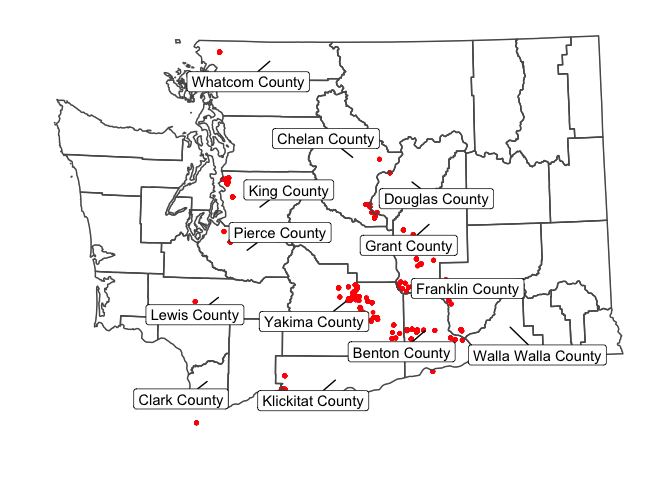 Whatcom County
Chelan County
King County
Douglas County
Pierce County
Grant County
Franklin County
Lewis County
Yakima County
Benton County
Walla Walla County
Clark County
Klickitat County